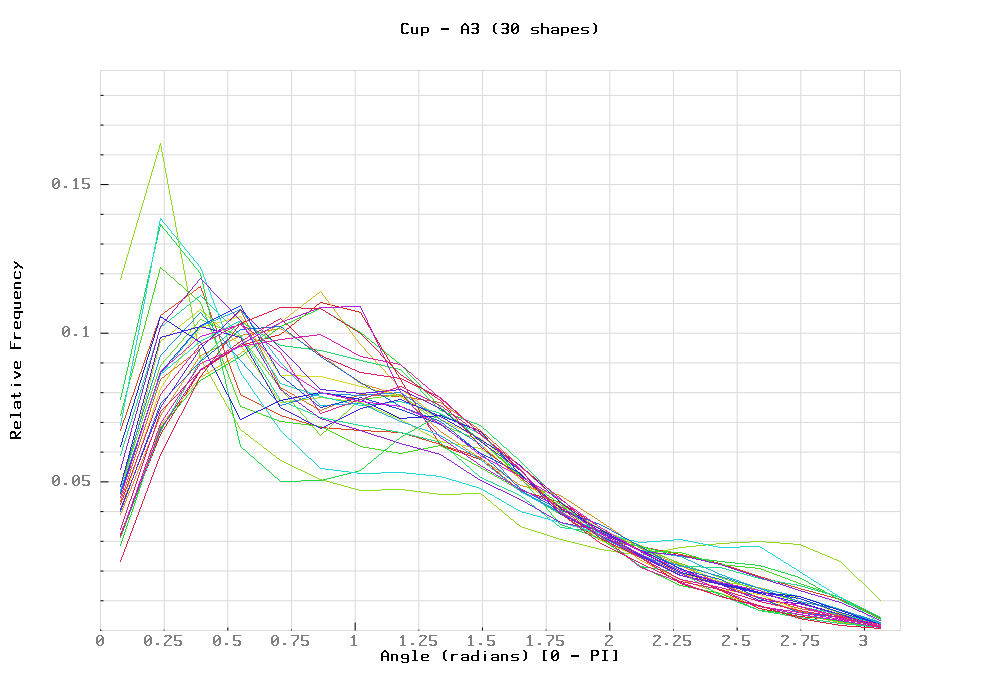 Cup - A3 (30 shapes)
Relative Frequency
0.15
0.1
0.05
0 0.25 0.5 0.75 1 1.25 1.5 1.75 2 2.25 2.5 2.75 3
Angle (radians) [0 - PI]